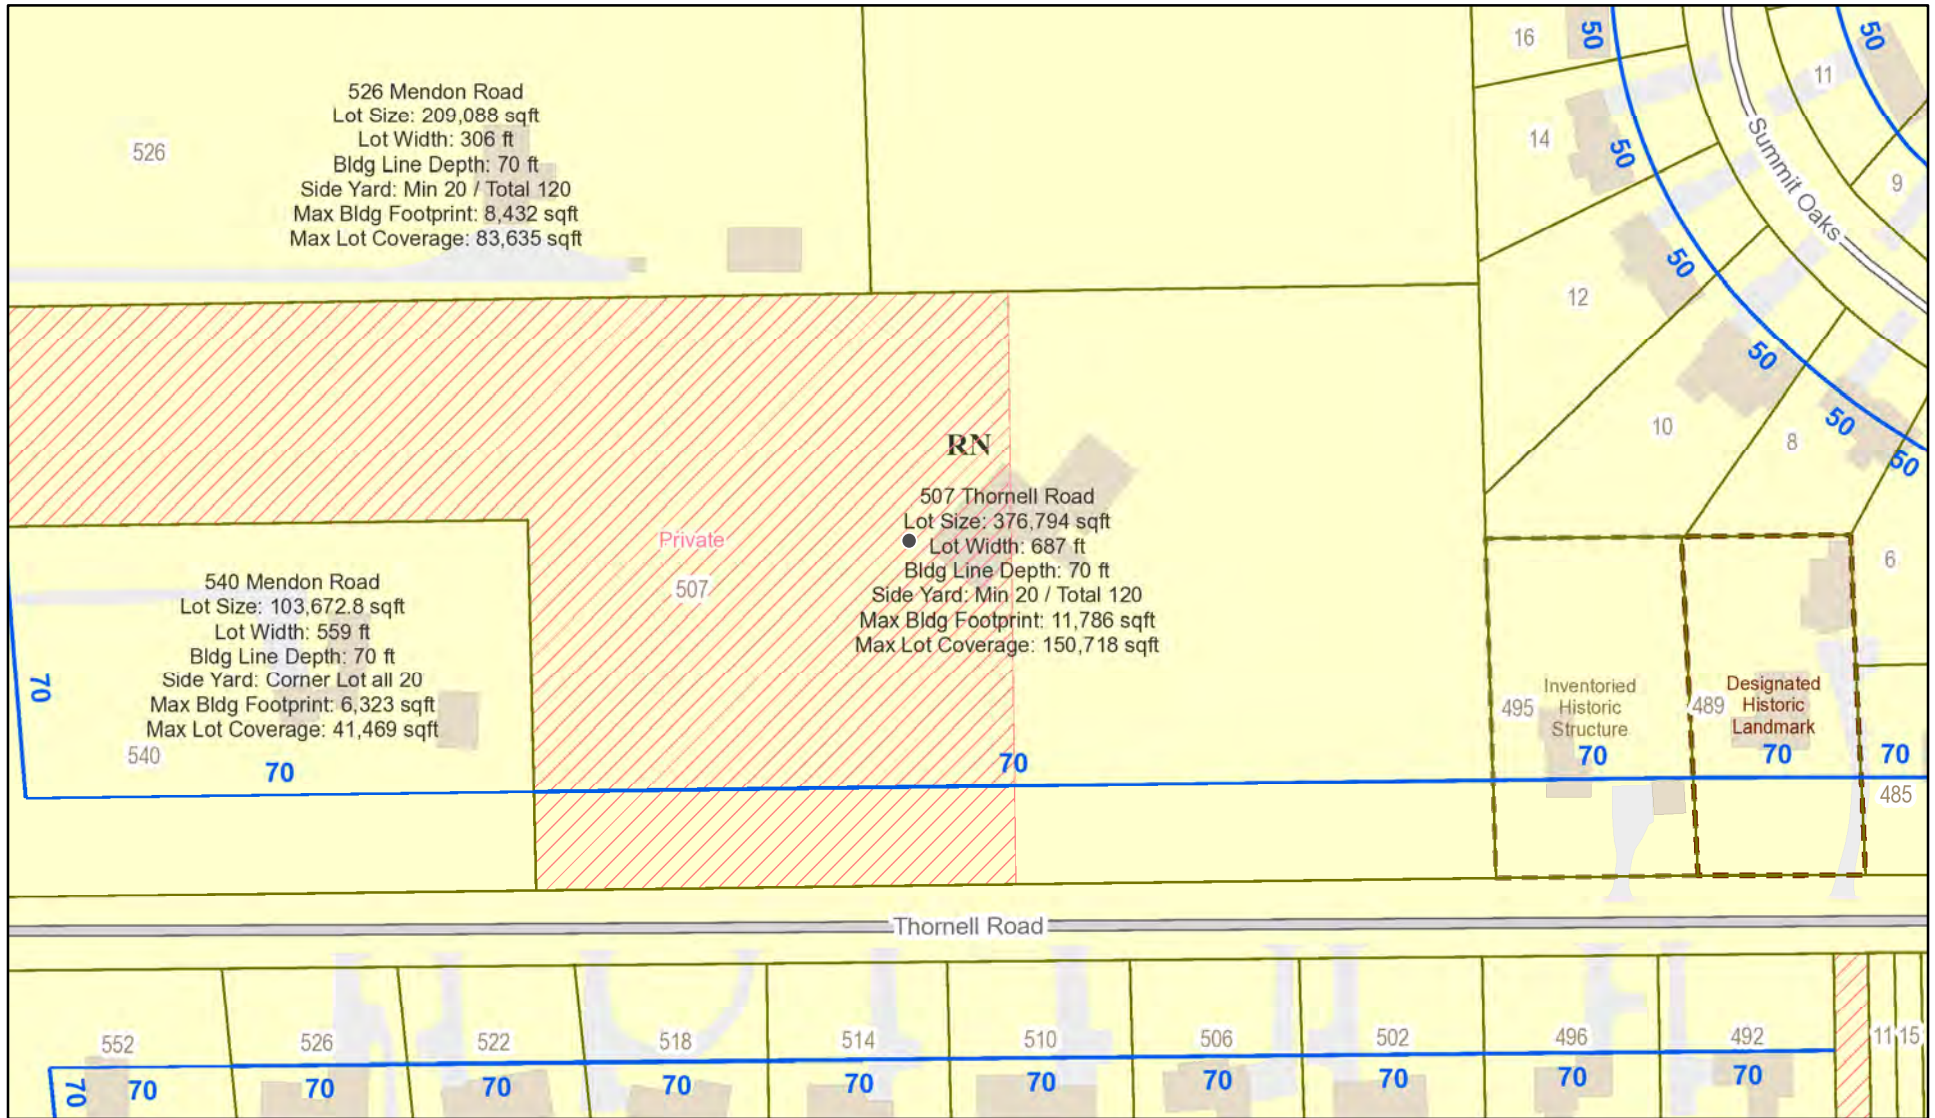 16
50
50
11
14
50
Summit Oaks
9
526
526 Mendon Road
Lot Size: 209,088 sqft
Lot Width: 306 ft
Bldg Line Depth: 70 ft
Side Yard: Min 20 / Total 120
Max Bldg Footprint: 8,432 sqft
Max Lot Coverage: 83,635 sqft
50
12
50
10
8
50
50
RN
507 Thornell Road
Lot Size: 376,794 sqft
Lot Width: 687 ft
Bldg Line Depth: 70 ft
Side Yard: Min 20 / Total 120
Max Bldg Footprint: 11,786 sqft
Max Lot Coverage: 150,718 sqft
Private
507
540 Mendon Road
Lot Size: 103,672.8 sqft
Lot Width: 559 ft
Bldg Line Depth: 70 ft
Side Yard: Corner Lot all 20
Max Bldg Footprint: 6,323 sqft
Max Lot Coverage: 41,469 sqft
70
540
70
70
6
495
Inventoried
Historic
Structure
70
489
Designated
Historic
Landmark
70
70
485
Thornell Road
552
526
522
518
514
510
506
502
496
492
11
15
70
70
70
70
70
70
70
70
70
70
70